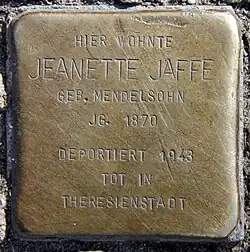 HIER WOHNTE
JEANETTE JAFFE
GEB. MENDELSOHN
JG. 1870
DEPORTIERT 1943
TOT IN
THERESIENSTADT